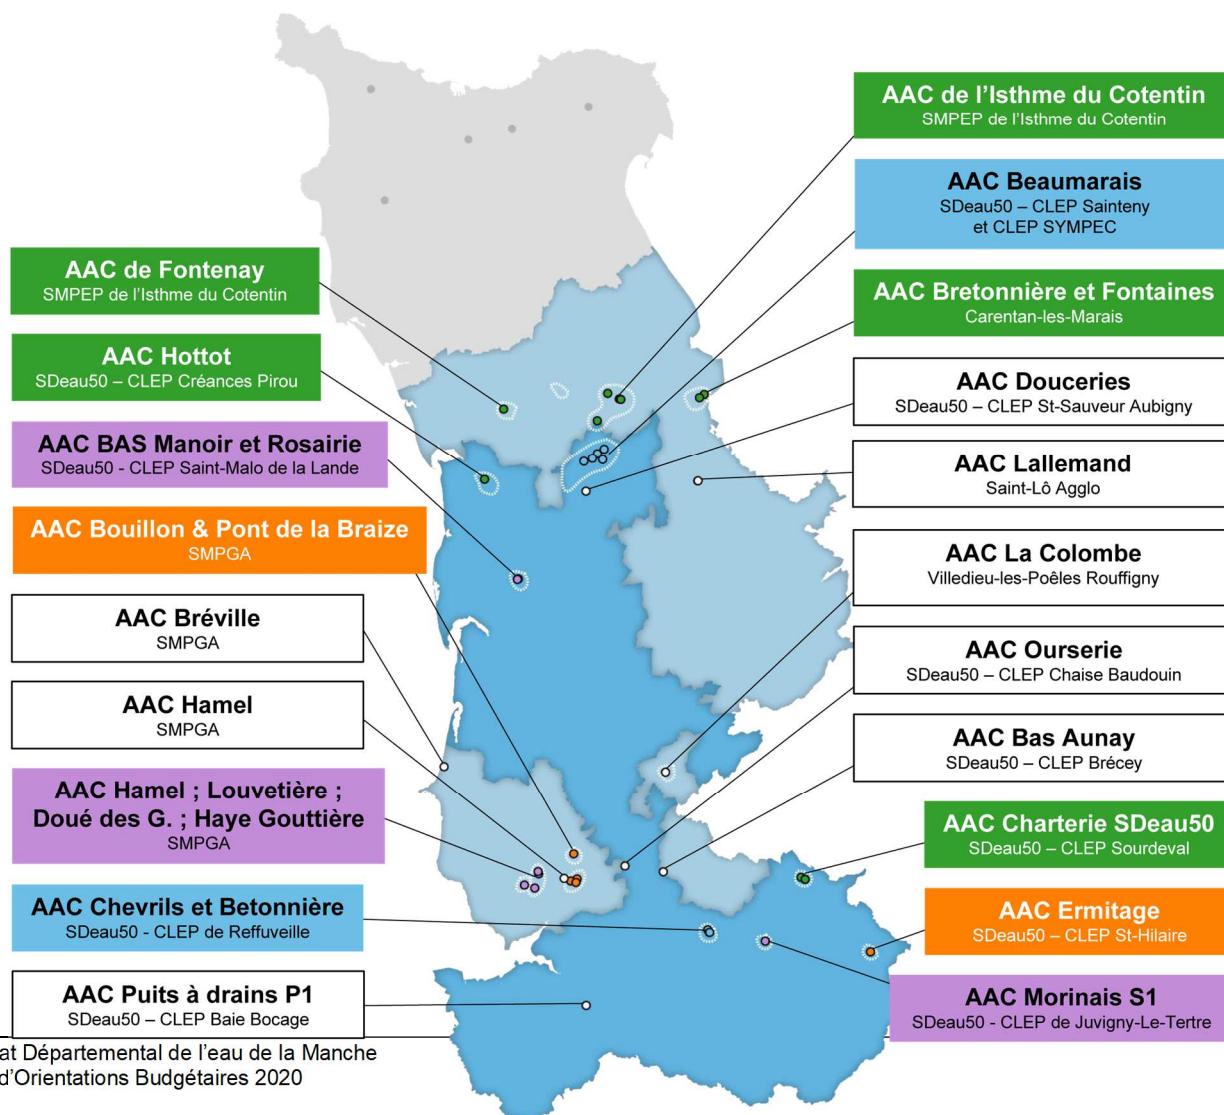 AAC de l’Isthme du Cotentin
SMPEP de l’Isthme du Cotentin
AAC Beaumarais
SDeau50 – CLEP Sainteny
et CLEP SYMPEC
AAC de Fontenay
SMPEP de l’Isthme du Cotentin
AAC Bretonnière et Fontaines
Carentan-les-Marais
AAC Hottot
SDeau50 – CLEP Créances Pirou
AAC Douceries
SDeau50 – CLEP St-Sauveur Aubigny
AAC BAS Manoir et Rosairie
SDeau50 - CLEP Saint-Malo de la Lande
AAC Lallemand
Saint-Lô Agglo
AAC Bouillon & Pont de la Braize
SMPGA
AAC La Colombe
Villedieu-les-Poêles Rouffigny
AAC Bréville
SMPGA
AAC Ourserie
SDeau50 – CLEP Chaise Baudouin
AAC Hamel
SMPGA
AAC Bas Aunay
SDeau50 – CLEP Brécey
AAC Hamel ; Louvetière ;
Doué des G. ; Haye Gouttière
SMPGA
AAC Charterie SDeau50
SDeau50 – CLEP Sourdeval
AAC Chevrils et Betonnière
SDeau50 - CLEP de Reffuveille
AAC Ermitage
SDeau50 – CLEP St-Hilaire
AAC Puits à drains P1
SDeau50 – CLEP Baie Bocage
AAC Morinais S1
SDeau50 - CLEP de Juvigny-Le-Tertre
at Départemental de l’eau de la Manche
d’Orientations Budgétaires 2020